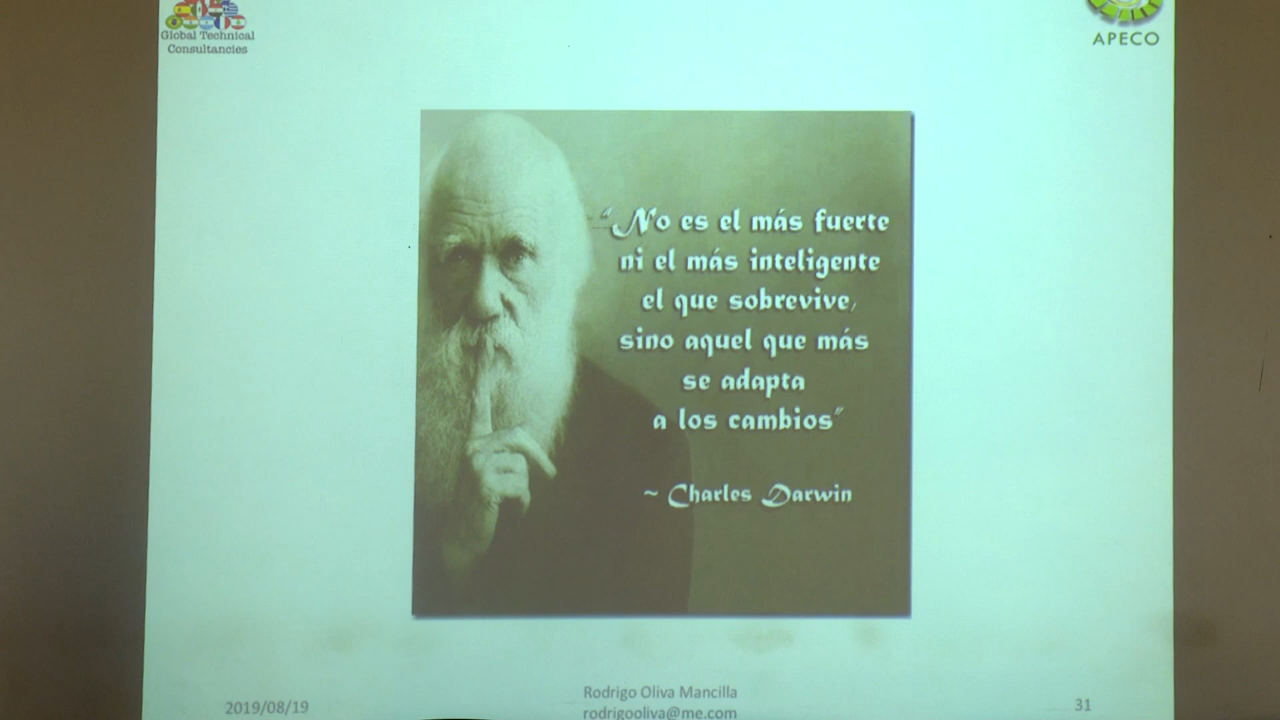 Global Technical
Consultancies
APECO
“No es el más fuerte
ni el más inteligente
el que sobrevive,
sino aquel que más
se adapta
a los cambios”
~ Charles Darwin
2019/08/19
Rodrigo Oliva Mancilla
rodrigooliva@me.com
31